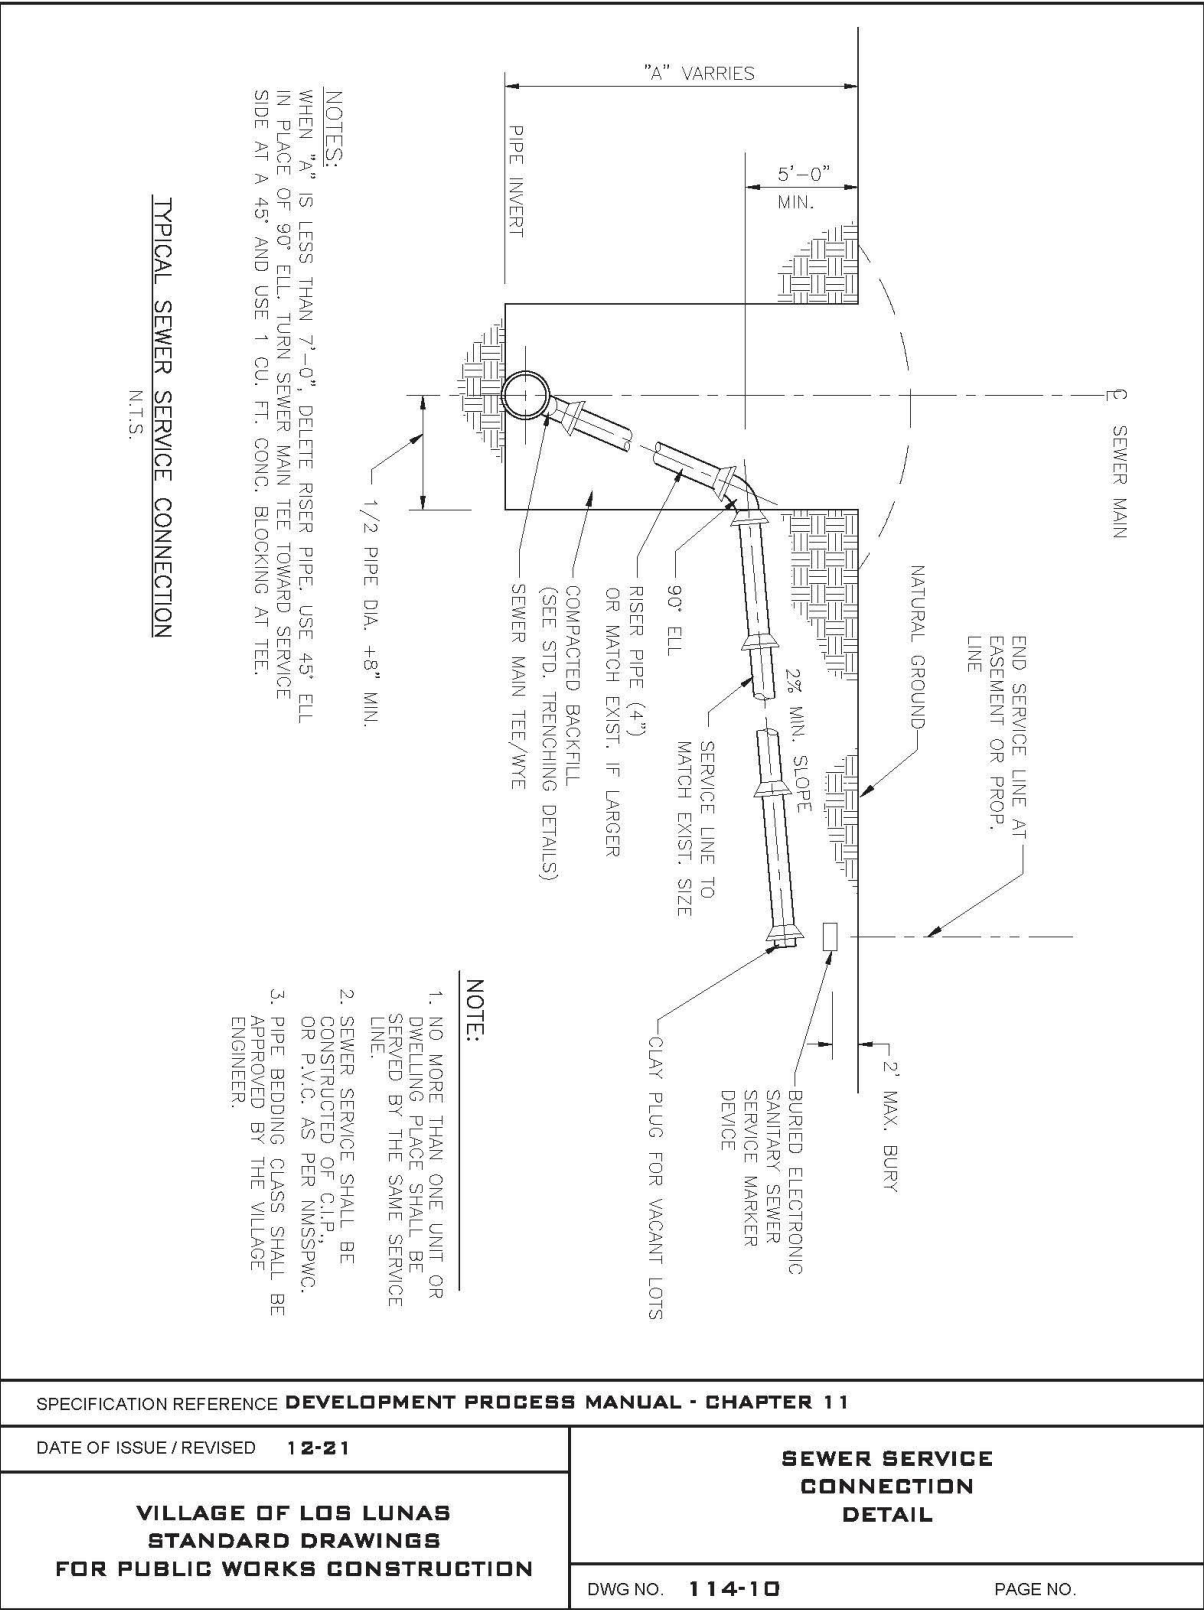 ℄ SEWER MAIN
END SERVICE LINE AT
EASEMENT OR PROP.
LINE
NATURAL GROUND
2' MAX. BURY
"A" VARRIES
5'-0"
MIN.
PIPE INVERT
2% MIN. SLOPE
BURIED ELECTRONIC
SANITARY SEWER
SERVICE MARKER
DEVICE
SERVICE LINE TO
MATCH EXIST. SIZE
CLAY PLUG FOR VACANT LOTS
90° ELL
RISER PIPE (4")
OR MATCH EXIST. IF LARGER
COMPACTED BACKFILL
(SEE STD. TRENCHING DETAILS)
SEWER MAIN TEE/WYE
1/2 PIPE DIA. +8" MIN.
NOTES:
WHEN "A" IS LESS THAN 7'-0", DELETE RISER PIPE. USE 45° ELL
IN PLACE OF 90° ELL. TURN SEWER MAIN TEE TOWARD SERVICE
SIDE AT A 45° AND USE 1 CU. FT. CONC. BLOCKING AT TEE.
TYPICAL SEWER SERVICE CONNECTION
N.T.S.
NOTE:
1. NO MORE THAN ONE UNIT OR
DWELLING PLACE SHALL BE
SERVED BY THE SAME SERVICE
LINE.
2. SEWER SERVICE SHALL BE
CONSTRUCTED OF C.I.P.,
OR P.V.C. AS PER NMSSPWC.
3. PIPE BEDDING CLASS SHALL BE
APPROVED BY THE VILLAGE
ENGINEER.
SPECIFICATION REFERENCE DEVELOPMENT PROCESS MANUAL - CHAPTER 11
DATE OF ISSUE / REVISED 12-21
VILLAGE OF LOS LUNAS
STANDARD DRAWINGS
FOR PUBLIC WORKS CONSTRUCTION
SEWER SERVICE
CONNECTION
DETAIL
DWG NO. 114-10
PAGE NO.